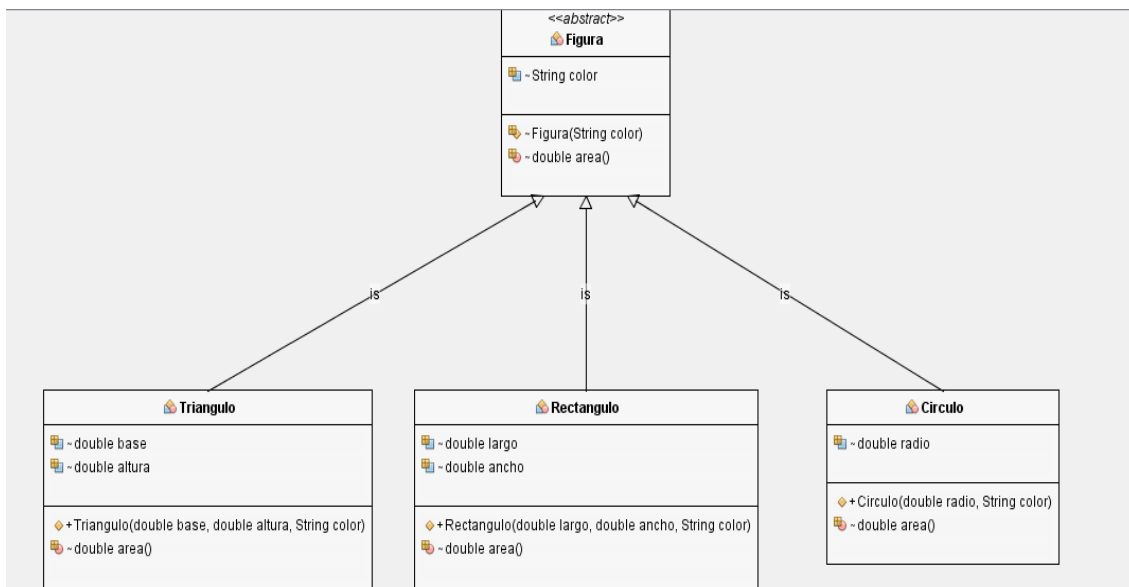 <<abstract>>
Figura
~String color
~Figura(String color)
~double area()
is
is
is
Triangulo
~double base
~double altura
+Triangulo(double base, double altura, String color)
~double area()
Rectangulo
~double largo
~double ancho
+Rectangulo(double largo, double ancho, String color)
~double area()
Circulo
~double radio
+Circulo(double radio, String color)
~double area()